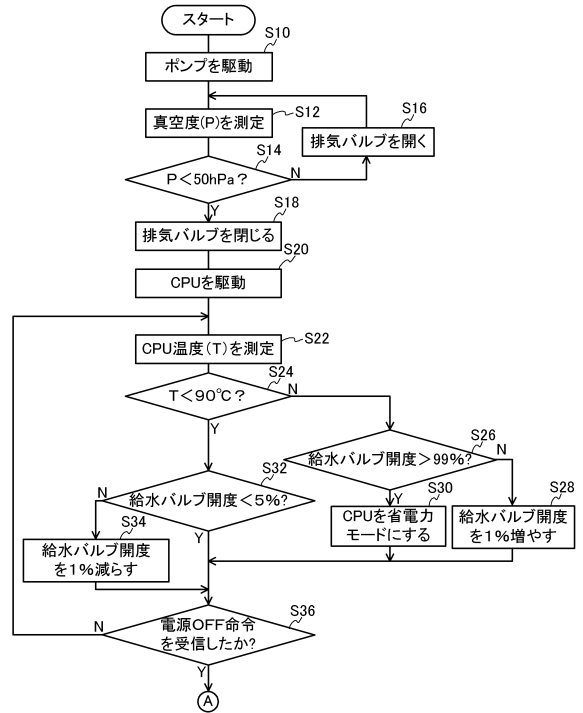 スタート
S10
ポンプを駆動
S12
真空度(P)を測定
S16
排気バルブを開く
S14
P<50hPa?
N
Y
S18
排気バルブを閉じる
S20
CPUを駆動
S22
CPU温度(T)を測定
S24
T<90℃?
N
Y
S26
給水バルブ開度>99%?
N
Y
S32
給水バルブ開度<5%?
N
Y
S30
CPUを省電力
モードにする
S28
給水バルブ開度
を1%増やす
S34
給水バルブ開度
を1%減らす
S36
電源OFF命令
を受信したか?
N
Y
A